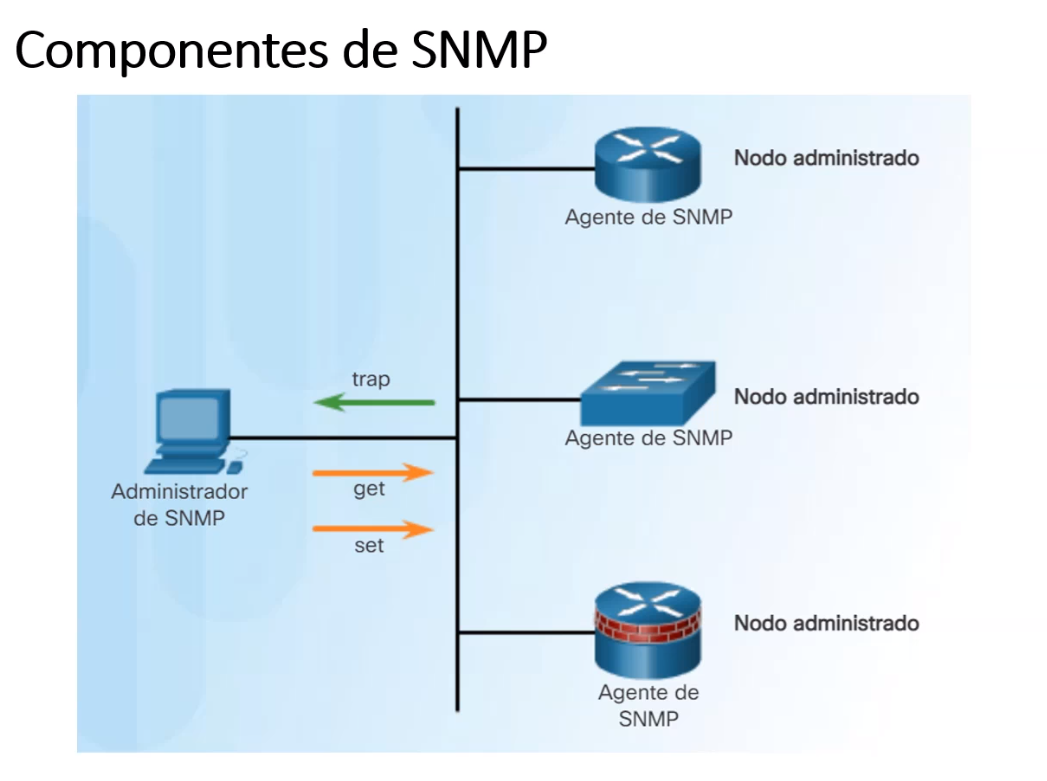 Componentes de SNMP
Nodo administrado
Agente de SNMP
trap
Nodo administrado
Agente de SNMP
Administrador
de SNMP
get
set
Nodo administrado
Agente de
SNMP